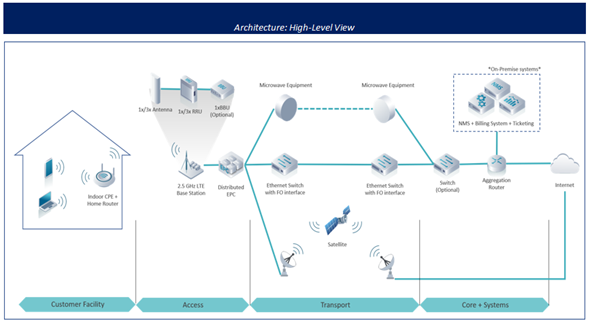 Architecture: High-Level View
*On-Premise systems*
Microwave Equipment
Microwave Equipment
1x/3x Antenna
1x/3x RRU
1xBBU
(Optional)
NMS + Billing System + Ticketing
Indoor CPE +
Home Router
2.5 GHz LTE
Base Station
Distributed
EPC
Ethernet Switch
with FO interface
Ethernet Switch
with FO interface
Switch
(Optional)
Aggregation
Router
Internet
Satellite
Customer Facility
Access
Transport
Core + Systems